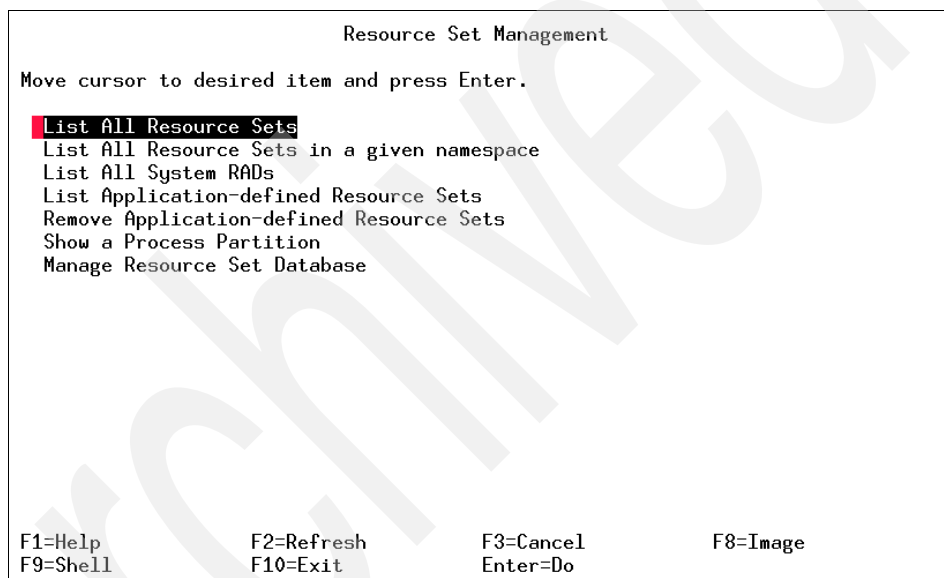 Resource Set Management
Move cursor to desired item and press Enter.
List All Resource Sets
List All Resource Sets in a given namespace
List All System RADs
List Application-defined Resource Sets
Remove Application-defined Resource Sets
Show a Process Partition
Manage Resource Set Database
F1=Help F2=Refresh F3=Cancel F8=Image
F9=Shell F10=Exit Enter=Do